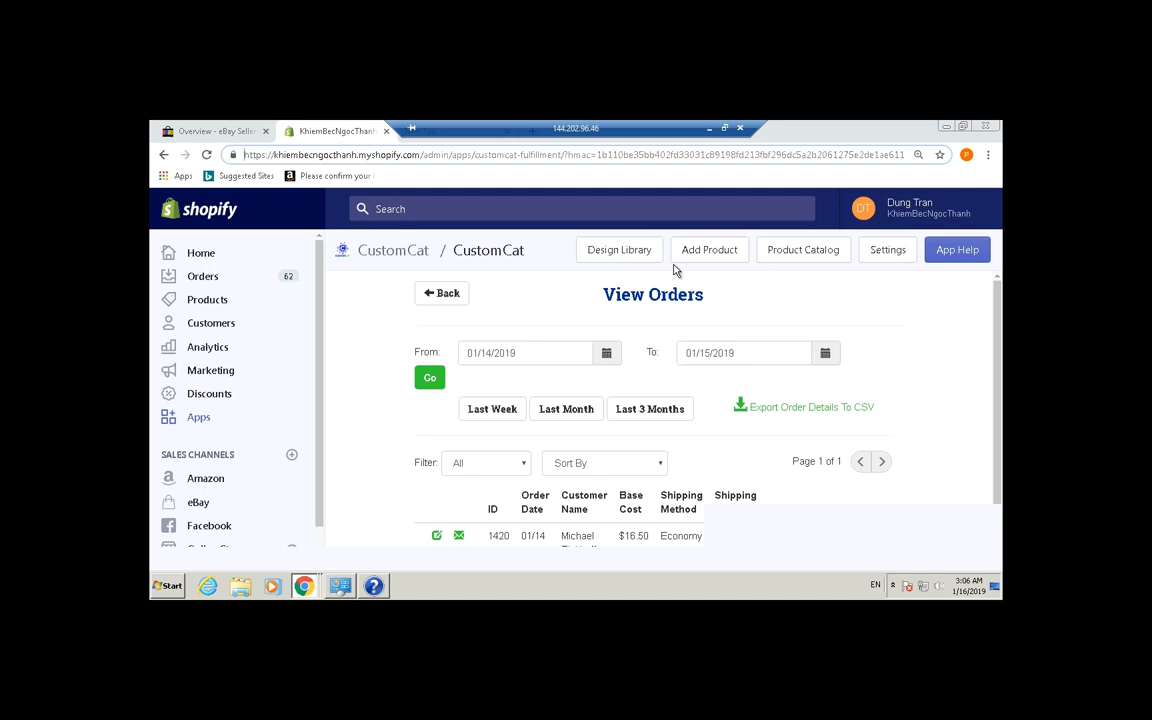 Overview - eBay Selle
KhiemBecNgocThanh
144.202.96.46
https://khiembecngocthanh.myshopify.com/admin/apps/customcat-fulfillment/?hmac=1b110be35bb402fd33031c89198fd213fbf296dc5a2b2061275e2de1ae611
P
Apps
Suggested Sites
Please confirm your
shopify
Search
DT
Dung Tran
KhiemBecNgocThanh
CustomCat / CustomCat
Design Library
Add Product
Product Catalog
Settings
App Help
Home
Orders
62
Products
Customers
Analytics
Marketing
Discounts
Apps
SALES CHANNELS
Amazon
eBay
Facebook
Back
View Orders
From:
01/14/2019
To:
01/15/2019
Go
Last Week
Last Month
Last 3 Months
Export Order Details To CSV
Filter:
All
Sort By
Page 1 of 1
ID
Order Date
Customer Name
Base Cost
Shipping Method
Shipping
1420
01/14
Michael
$16.50
Economy
Start
EN
3:06 AM
1/16/2019